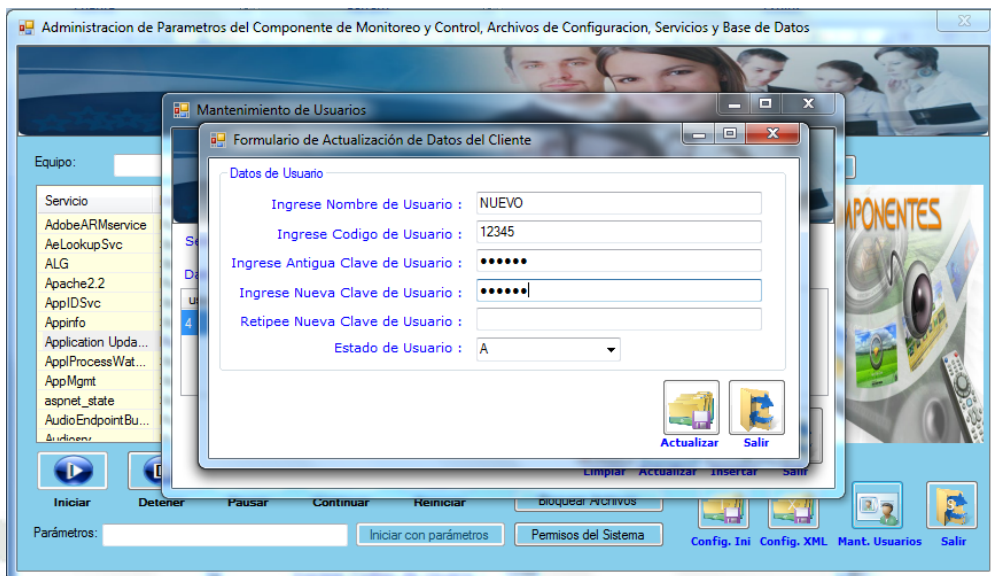 Administracion de Parametros del Componente de Monitoreo y Control, Archivos de Configuracion, Servicios y Base de Datos
Mantenimiento de Usuarios
Formulario de Actualización de Datos del Cliente
Datos de Usuario
Ingrese Nombre de Usuario : NUEVO
Ingrese Codigo de Usuario : 12345
Ingrese Antigua Clave de Usuario : ••••••
Ingrese Nueva Clave de Usuario : ••••••
Retipee Nueva Clave de Usuario :
Estado de Usuario : A
Actualizar Salir
Equipo:
Servicio
AdobeARMservice
AeLookupSvc
ALG
Apache2.2
AppIDSvc
Appinfo
Application Upda...
ApplProcessWat...
AppMgmt
aspnet_state
AudioEndpointBu...
Audiosrv
4
Limpiar Actualizar Insertar Salir
Iniciar Detener Pausar Continuar Reiniciar Bloquear Archivos
Parámetros: Iniciar con parámetros Permisos del Sistema
Config. Ini Config. XML Mant. Usuarios Salir